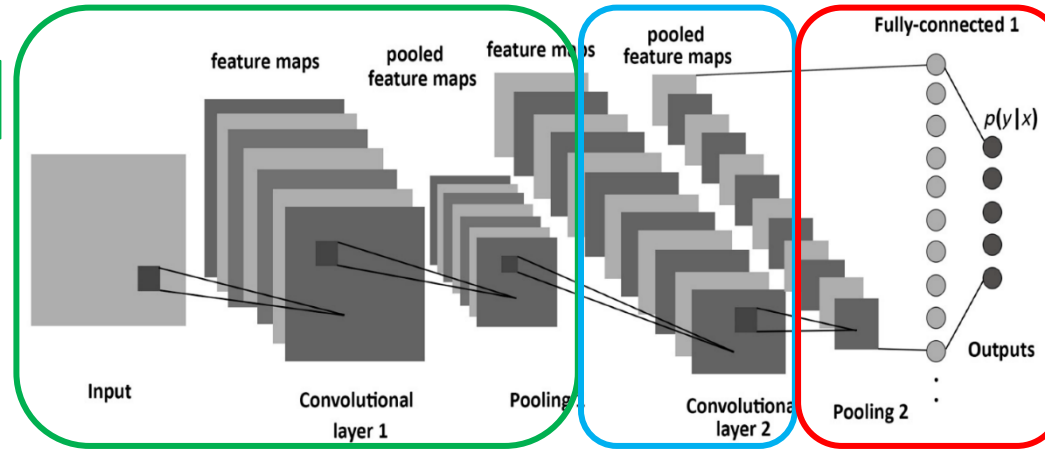 feature maps
pooled
feature maps
feature maps
pooled
feature maps
Fully-connected 1
p(y|x)
Input
Convolutional
layer 1
Pooling
Convolutional
layer 2
Pooling 2
Outputs